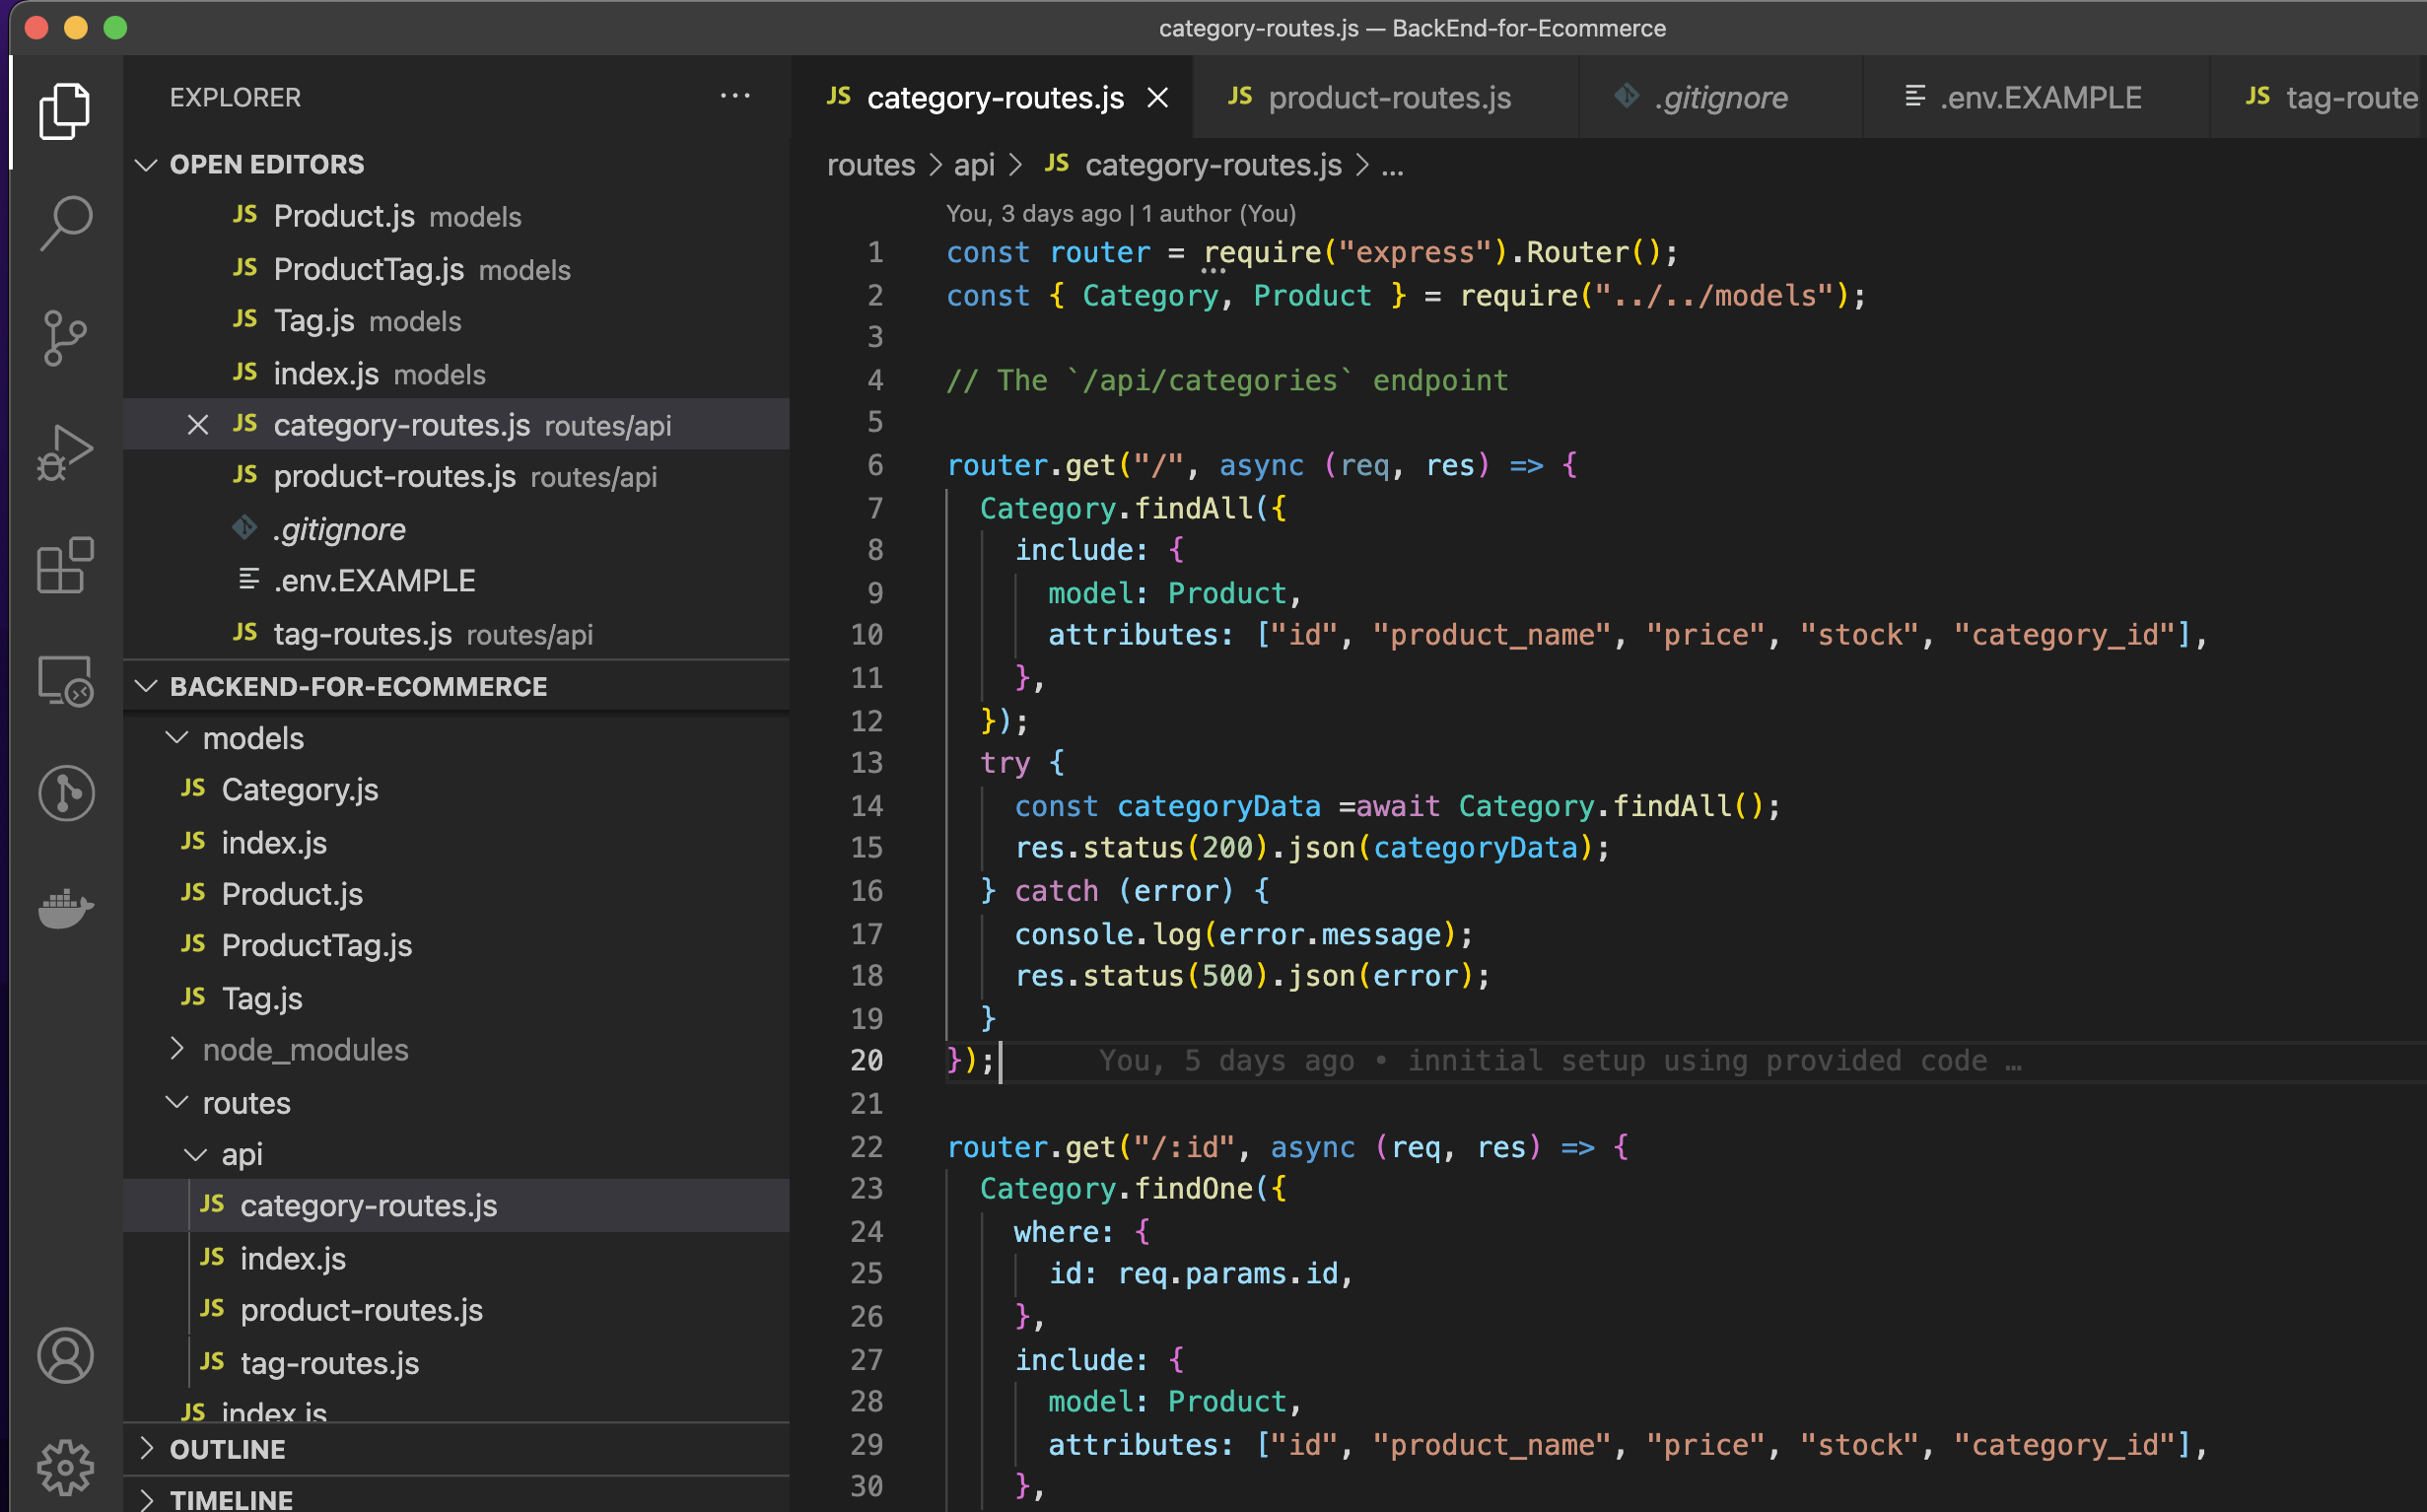 category-routes.js — BackEnd-for-Ecommerce
EXPLORER
OPEN EDITORS
JS Product.js models
JS ProductTag.js models
JS Tag.js models
JS index.js models
JS category-routes.js routes/api
JS product-routes.js routes/api
.gitignore
.env.EXAMPLE
JS tag-routes.js routes/api
BACKEND-FOR-ECOMMERCE
models
JS Category.js
JS index.js
JS Product.js
JS ProductTag.js
JS Tag.js
node_modules
routes
api
JS category-routes.js
JS index.js
JS product-routes.js
JS tag-routes.js
JS index.js
OUTLINE
TIMELINE
JS category-routes.js JS product-routes.js .gitignore .env.EXAMPLE JS tag-route
routes > api > JS category-routes.js > ...
You, 3 days ago | 1 author (You)
1 const router = require("express").Router();
2 const { Category, Product } = require("../../models");
3
4 // The `/api/categories` endpoint
5
6 router.get("/", async (req, res) => {
7 Category.findAll({
8 include: {
9 model: Product,
10 attributes: ["id", "product_name", "price", "stock", "category_id"],
11 },
12 });
13 try {
14 const categoryData =await Category.findAll();
15 res.status(200).json(categoryData);
16 } catch (error) {
17 console.log(error.message);
18 res.status(500).json(error);
19 }
20 }); You, 5 days ago • innitial setup using provided code …
21
22 router.get("/:id", async (req, res) => {
23 Category.findOne({
24 where: {
25 id: req.params.id,
26 },
27 include: {
28 model: Product,
29 attributes: ["id", "product_name", "price", "stock", "category_id"],
30 },